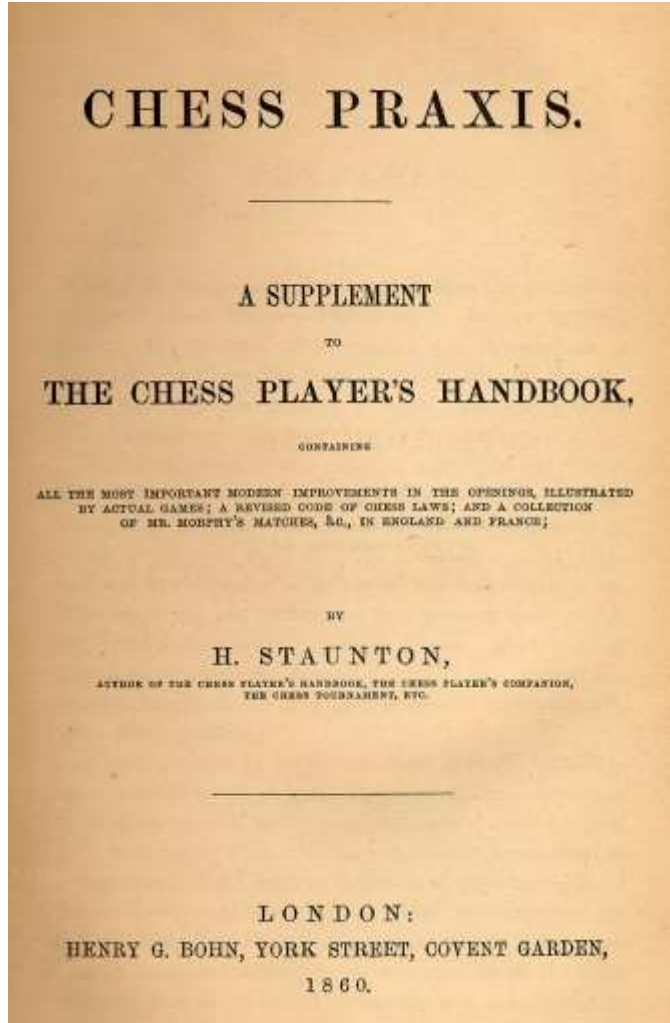 CHESS PRAXIS.
A SUPPLEMENT
TO
THE CHESS PLAYER'S HANDBOOK,
CONTAINING
ALL THE MOST IMPORTANT MODERN IMPROVEMENTS IN THE OPENINGS, ILLUSTRATED
BY ACTUAL GAMES; A REVISED CODE OF CHESS LAWS; AND A COLLECTION
OF MR. MORPHY'S MATCHES, &C., IN ENGLAND AND FRANCE;
BY
H. STAUNTON,
AUTHOR OF THE CHESS PLAYER'S HANDBOOK, THE CHESS PLAYER'S COMPANION,
THE CHESS TOURNAMENT, ETC.
LONDON:
HENRY G. BOHN, YORK STREET, COVENT GARDEN,
1860.